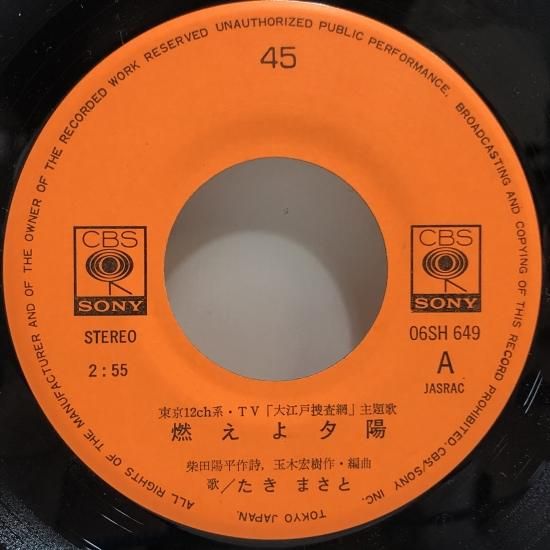 ALL RIGHTS OF THE MANUFACTURER AND OF THE OWNER OF THE RECORDED WORK RESERVED UNAUTHORIZED PUBLIC PERFORMANCE, BROADCASTING AND COPYING OF THIS RECORD PROHIBITED. CBS/SONY INC. TOKYO JAPAN.
45
CBS
SONY
CBS
SONY
STEREO
06SH 649
2:55
A
JASRAC
東京12ch系・TV「大江戸捜査網」主題歌
燃えよ夕陽
柴田陽平作詩, 玉木宏樹作・編曲
歌/たき まさと